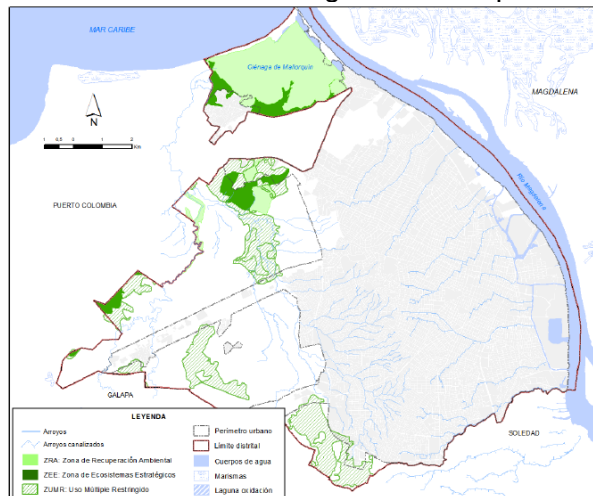 MAR CARIBE
Ciénaga de Mallorquín
MAGDALENA
N
Km
PUERTO COLOMBIA
Río Magdalena
GALAPA
SOLEDAD
LEYENDA
Arroyos
Arroyos canalizados
ZRA: Zona de Recuperación Ambiental
ZEE: Zona de Ecosistemas Estratégicos
ZUMR: Uso Múltiple Restringido
Perímetro urbano
Límite distrital
Cuerpos de agua
Marismas
Laguna oxidación